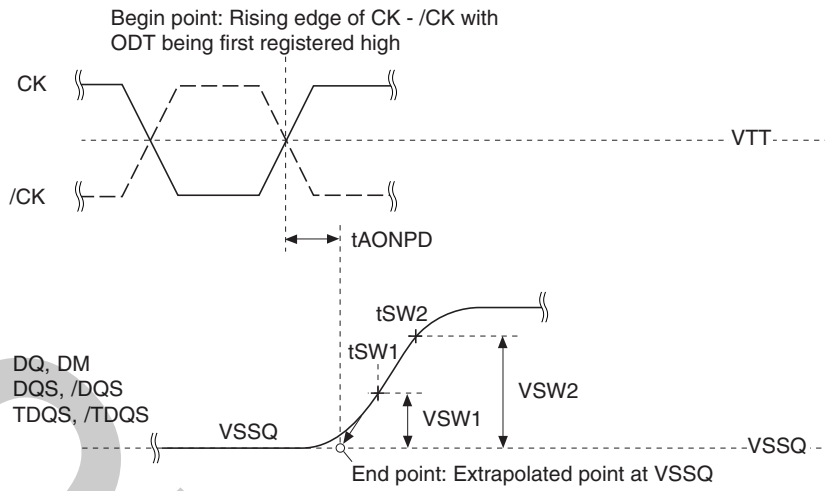 Begin point: Rising edge of CK - /CK with
ODT being first registered high
CK
VTT
/CK
tAONPD
tSW2
tSW1
DQ, DM
DQS, /DQS
TDQS, /TDQS
VSW2
VSW1
VSSQ
VSSQ
End point: Extrapolated point at VSSQ